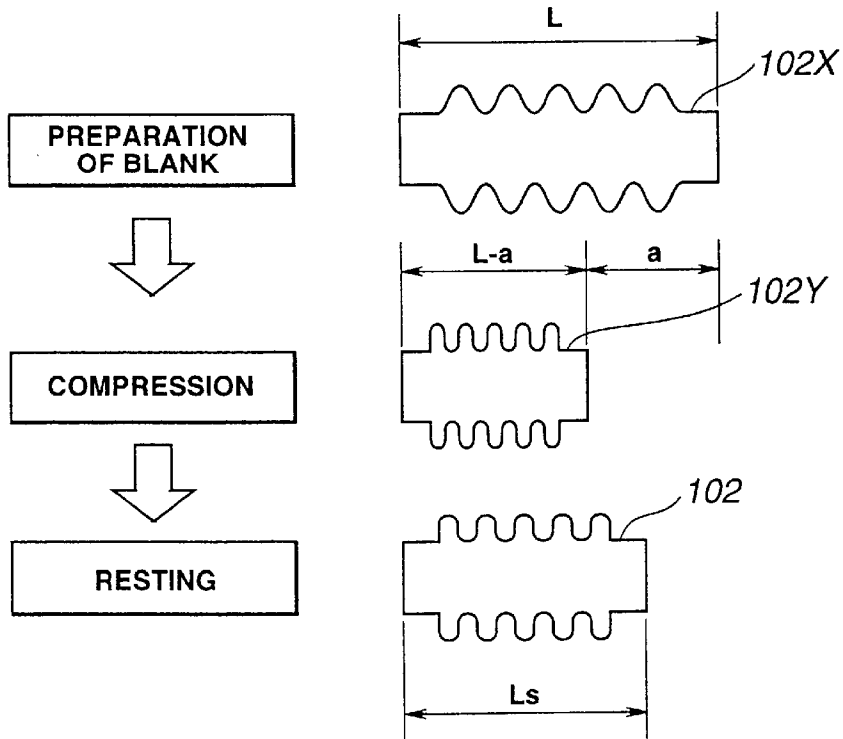 L
102X
PREPARATION
OF BLANK
L-a
a
102Y
COMPRESSION
102
RESTING
Ls